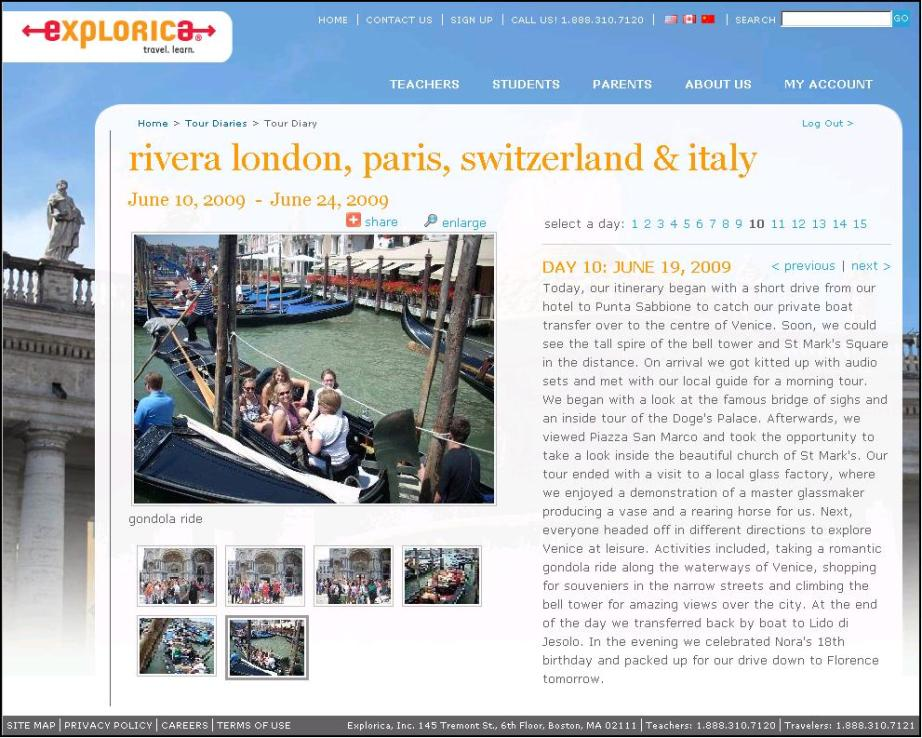 explorica®
travel. learn.
HOME | CONTACT US | SIGN UP | CALL US! 1.888.310.7120 | | SEARCH GO
TEACHERS STUDENTS PARENTS ABOUT US MY ACCOUNT
Home > Tour Diaries > Tour Diary
Log Out >
rivera london, paris, switzerland & italy
June 10, 2009 - June 24, 2009
share enlarge
select a day: 1 2 3 4 5 6 7 8 9 10 11 12 13 14 15
DAY 10: JUNE 19, 2009 < previous | next >
Today, our itinerary began with a short drive from our
hotel to Punta Sabbione to catch our private boat
transfer over to the centre of Venice. Soon, we could
see the tall spire of the bell tower and St Mark's Square
in the distance. On arrival we got kitted up with audio
sets and met with our local guide for a morning tour.
We began with a look at the famous bridge of sighs and
an inside tour of the Doge's Palace. Afterwards, we
viewed Piazza San Marco and took the opportunity to
take a look inside the beautiful church of St Mark's. Our
tour ended with a visit to a local glass factory, where
we enjoyed a demonstration of a master glassmaker
producing a vase and a rearing horse for us. Next,
everyone headed off in different directions to explore
Venice at leisure. Activities included, taking a romantic
gondola ride along the waterways of Venice, shopping
for souveniers in the narrow streets and climbing the
bell tower for amazing views over the city. At the end
of the day we transferred back by boat to Lido di
Jesolo. In the evening we celebrated Nora's 18th
birthday and packed up for our drive down to Florence
tomorrow.
gondola ride
SITE MAP | PRIVACY POLICY | CAREERS | TERMS OF USE
Explorica, Inc. 145 Tremont St., 6th Floor, Boston, MA 02111 | Teachers: 1.888.310.7120 | Travelers: 1.888.310.7121